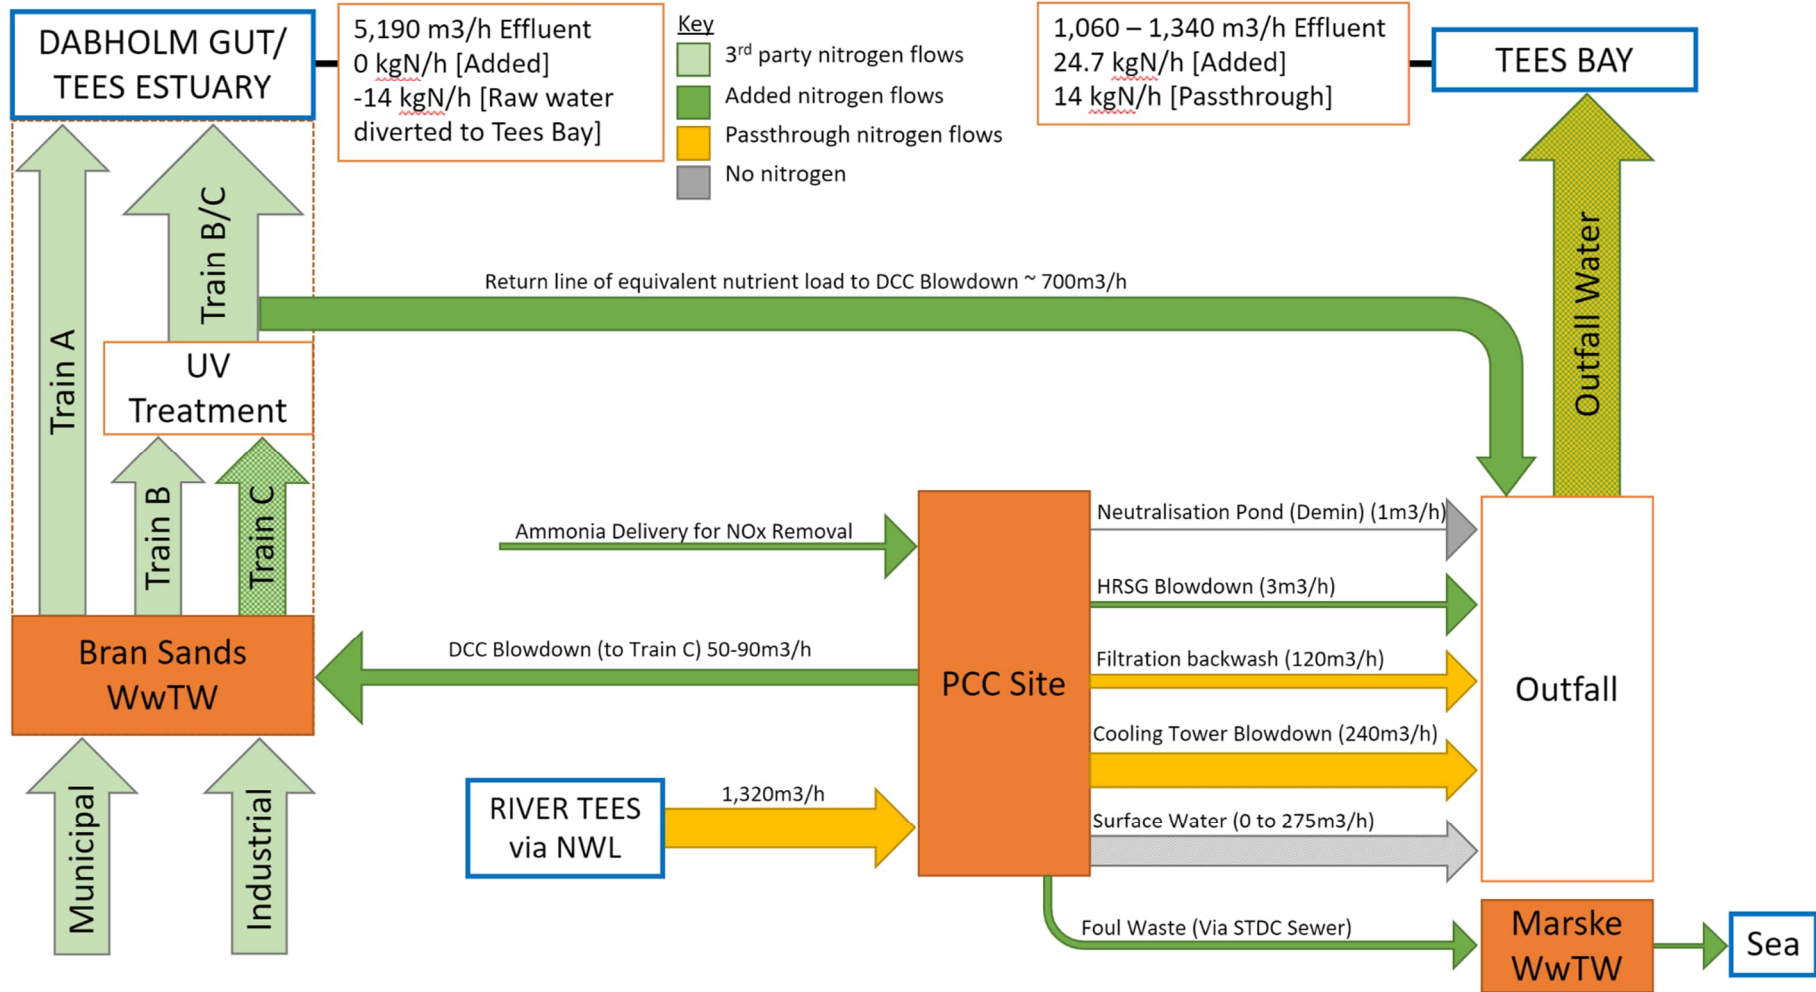 DABHOLM GUT/
TEES ESTUARY
5,190 m3/h Effluent
0 kgN/h [Added]
-14 kgN/h [Raw water
diverted to Tees Bay]
Key
3rd party nitrogen flows
Added nitrogen flows
Passthrough nitrogen flows
No nitrogen
1,060 – 1,340 m3/h Effluent
24.7 kgN/h [Added]
14 kgN/h [Passthrough]
TEES BAY
Train A
Train B/C
Return line of equivalent nutrient load to DCC Blowdown ~ 700m3/h
Outfall Water
UV
Treatment
Train B
Train C
Ammonia Delivery for NOx Removal
Neutralisation Pond (Demin) (1m3/h)
HRSG Blowdown (3m3/h)
Bran Sands
WwTW
DCC Blowdown (to Train C) 50-90m3/h
PCC Site
Filtration backwash (120m3/h)
Outfall
Cooling Tower Blowdown (240m3/h)
Municipal
Industrial
RIVER TEES
via NWL
1,320m3/h
Surface Water (0 to 275m3/h)
Foul Waste (Via STDC Sewer)
Marske
WwTW
Sea